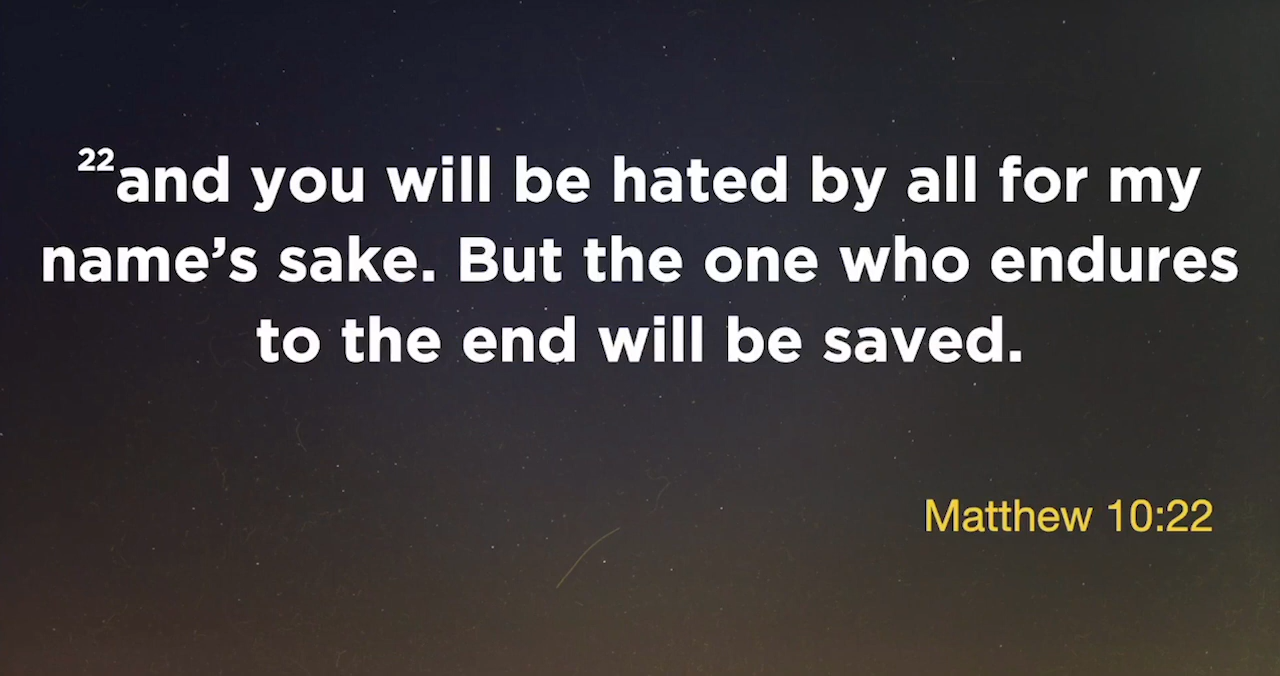 22and you will be hated by all for my
name’s sake. But the one who endures
to the end will be saved.
Matthew 10:22